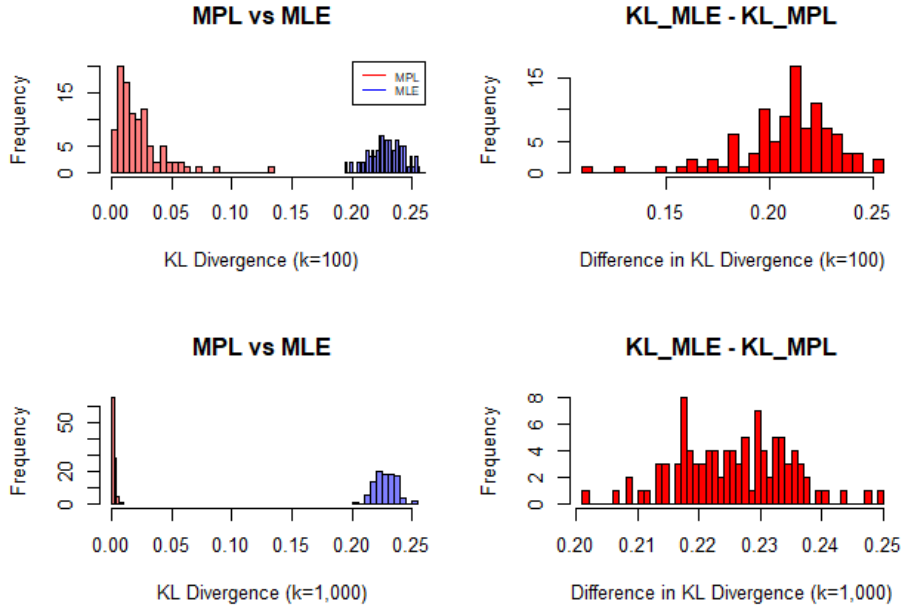 MPL vs MLE
Frequency
0 5 15
MPL
MLE
0.00 0.05 0.10 0.15 0.20 0.25
KL Divergence (k=100)
KL_MLE - KL_MPL
Frequency
0 5 15
0.15 0.20 0.25
Difference in KL Divergence (k=100)
MPL vs MLE
Frequency
0 20 50
0.00 0.05 0.10 0.15 0.20 0.25
KL Divergence (k=1,000)
KL_MLE - KL_MPL
Frequency
0 2 4 6 8
0.20 0.21 0.22 0.23 0.24 0.25
Difference in KL Divergence (k=1,000)